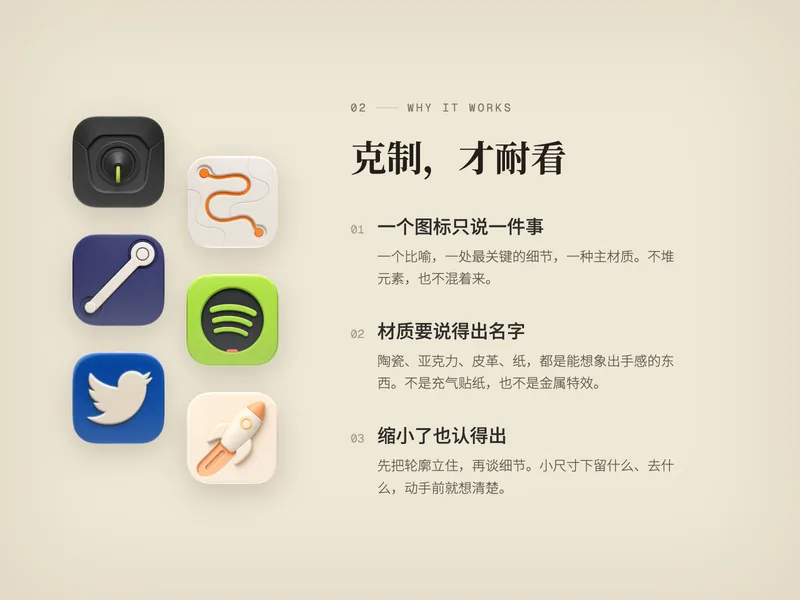 02 —— WHY IT WORKS
克制，才耐看
01 一个图标只说一件事
一个比喻，一处最关键的细节，一种主材质。不堆
元素，也不混着来。
02 材质要说得出名字
陶瓷、亚克力、皮革、纸，都是能想象出手感的东
西。不是充气贴纸，也不是金属特效。
03 缩小了也认得出
先把轮廓立住，再谈细节。小尺寸下留什么、去什
么，动手前就想清楚。